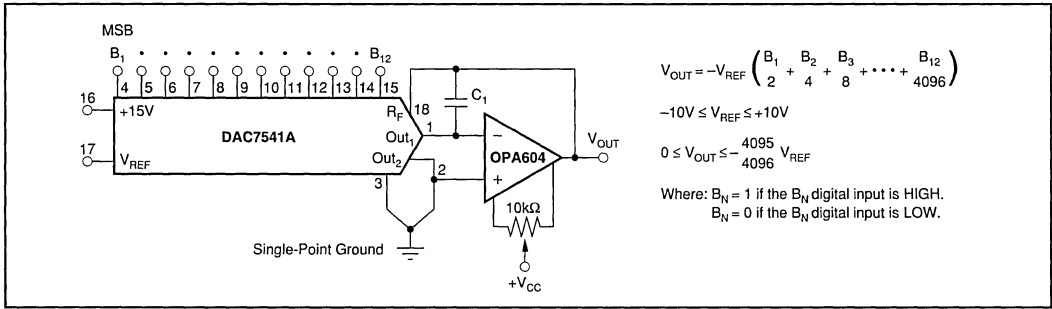 MSB
B1 · · · · · · · · · · B12
4 5 6 7 8 9 10 11 12 13 14 15
16
+15V
RF
18
DAC7541A
Out1
1
C1
17
VREF
Out2
2
3
−
+
OPA604
VOUT
10kΩ
+VCC
Single-Point Ground
VOUT = −VREF ( B1/2 + B2/4 + B3/8 + ··· + B12/4096 )
−10V ≤ VREF ≤ +10V
0 ≤ VOUT ≤ − 4095/4096 VREF
Where: BN = 1 if the BN digital input is HIGH.
BN = 0 if the BN digital input is LOW.